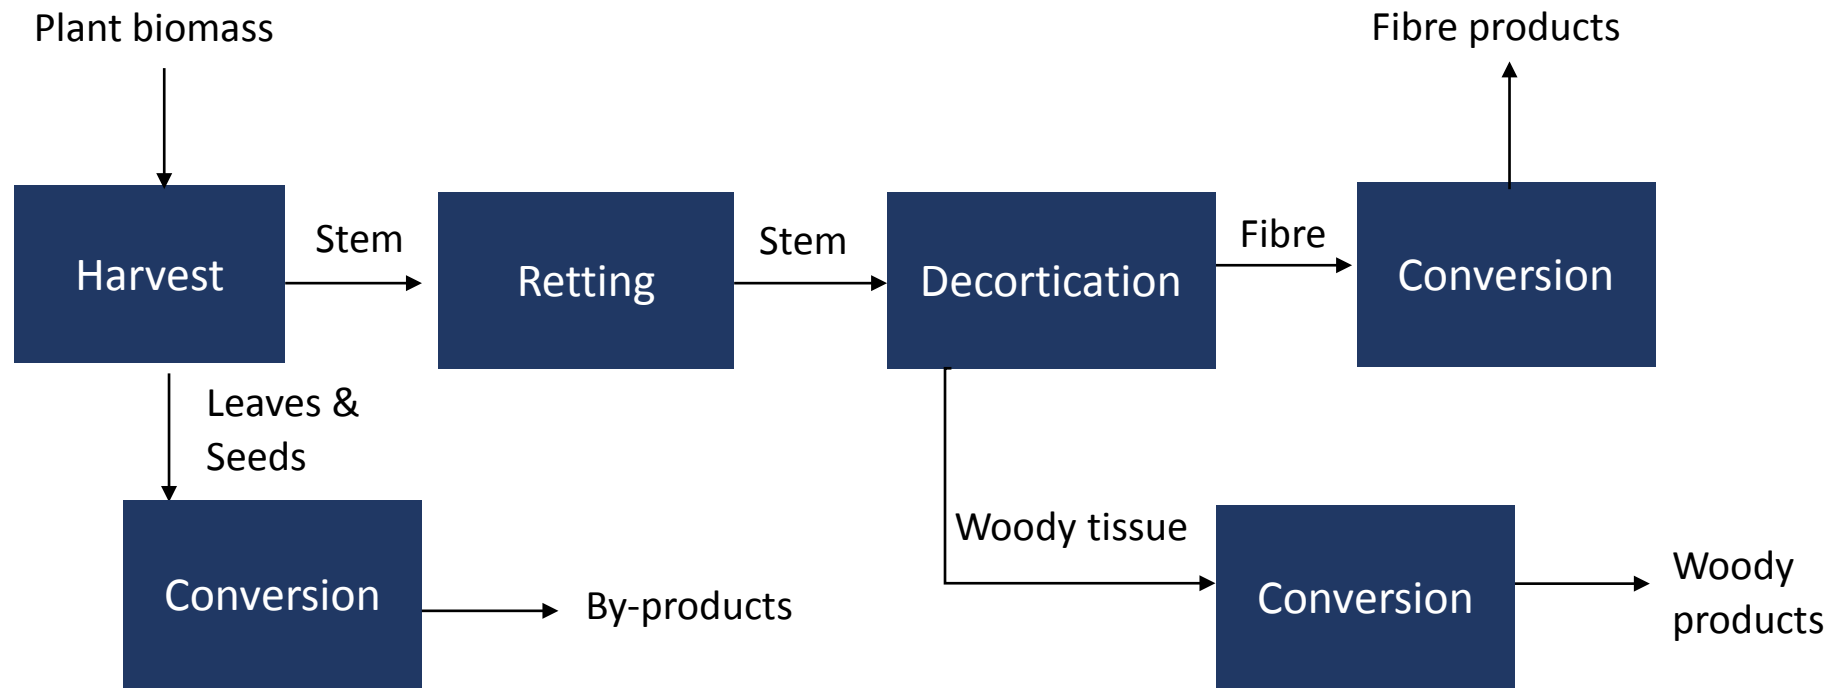 Plant biomass
Fibre products
Harvest
Stem
Retting
Stem
Decortication
Fibre
Conversion
Leaves &
Seeds
Conversion
By-products
Woody tissue
Conversion
Woody
products